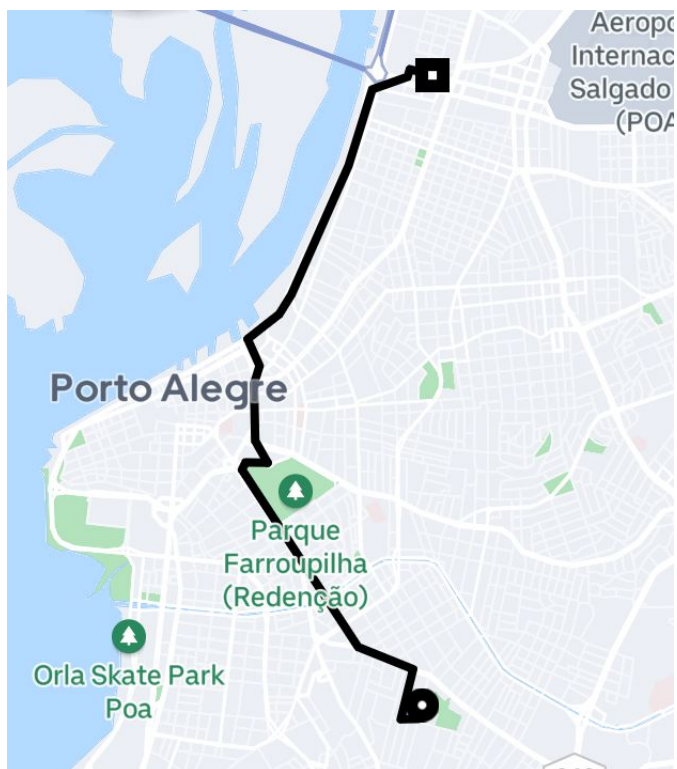 Aeropo
Internac
Salgado
(POA
Porto Alegre
Parque
Farroupilha
(Redenção)
Orla Skate Park
Poa